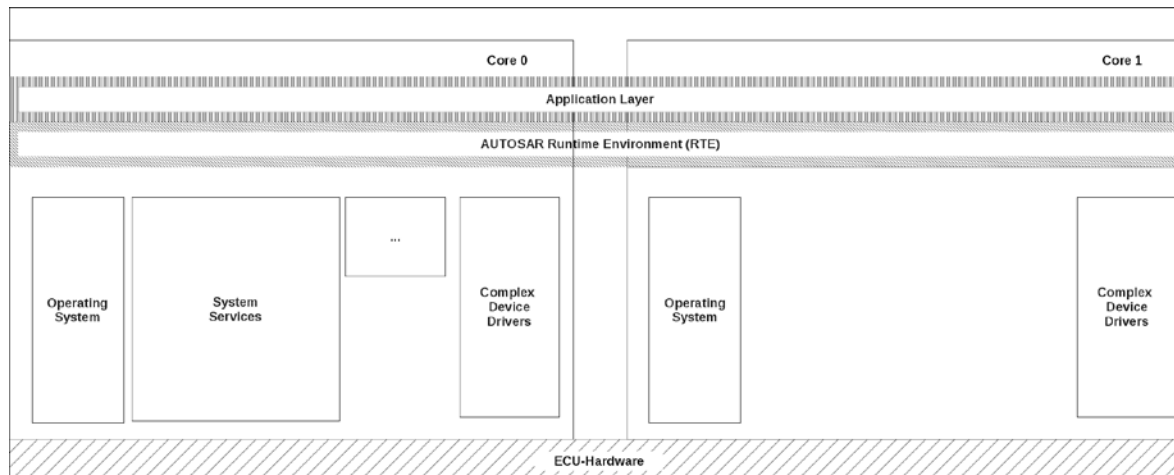 Core 0
Core 1
Application Layer
AUTOSAR Runtime Environment (RTE)
Operating
System
System
Services
...
Complex
Device
Drivers
Operating
System
Complex
Device
Drivers
ECU-Hardware